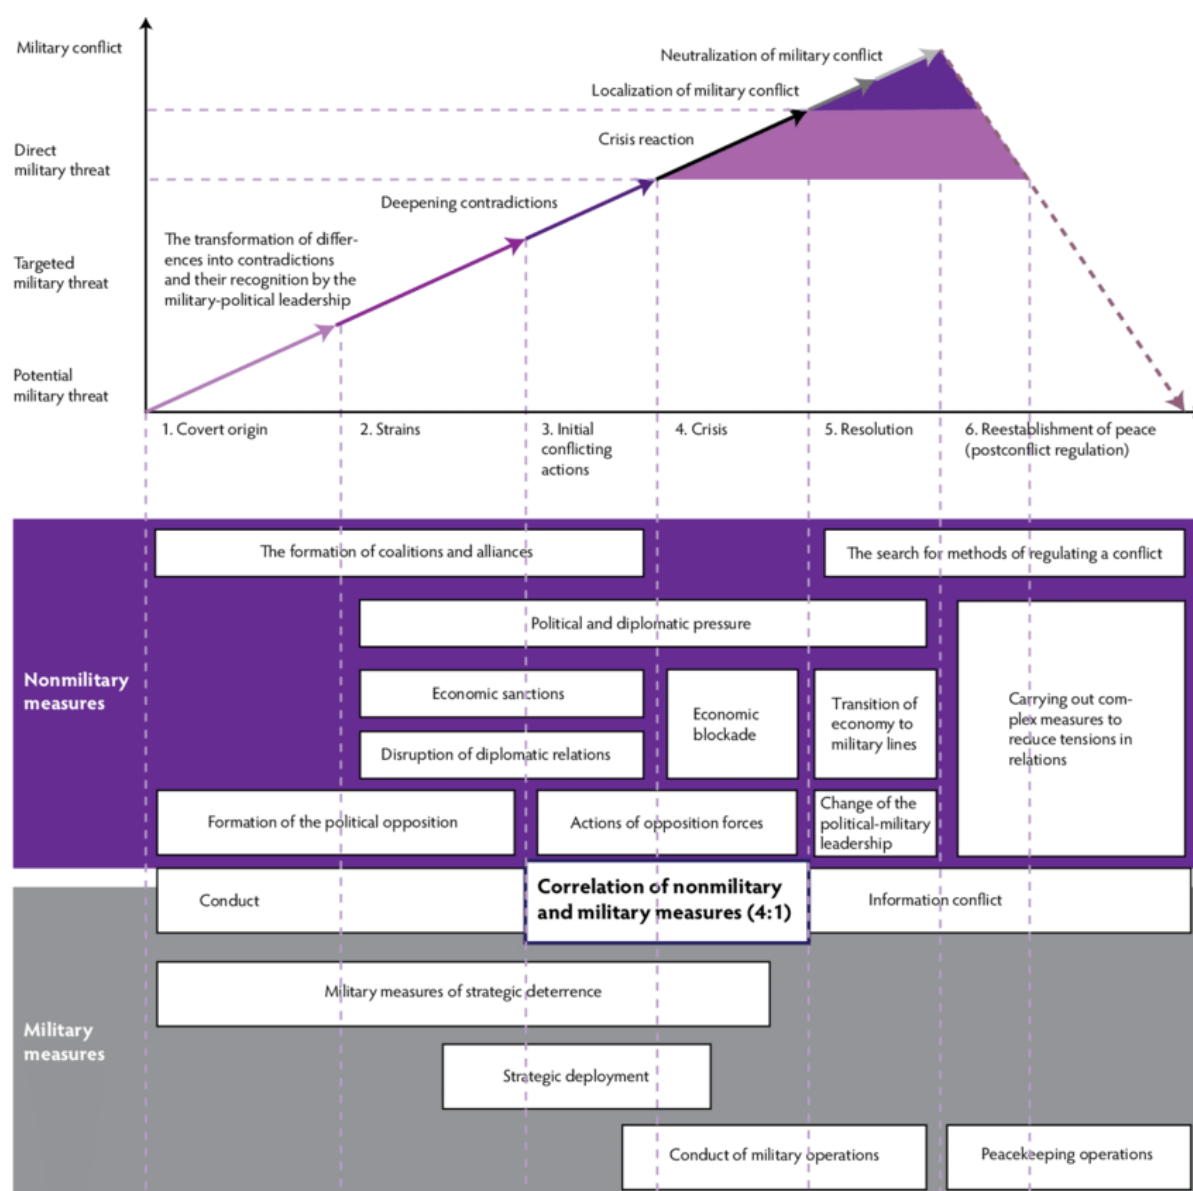 Military conflict
Neutralization of military conflict
Localization of military conflict
Crisis reaction
Direct
military threat
Deepening contradictions
The transformation of differ-
ences into contradictions
and their recognition by the
military-political leadership
Targeted
military threat
Potential
military threat
1. Covert origin
2. Strains
3. Initial
conflicting
actions
4. Crisis
5. Resolution
6. Reestablishment of peace
(postconflict regulation)
The formation of coalitions and alliances
The search for methods of regulating a conflict
Political and diplomatic pressure
Nonmilitary
measures
Economic sanctions
Disruption of diplomatic relations
Economic
blockade
Transition of
economy to
military lines
Carrying out com-
plex measures to
reduce tensions in
relations
Formation of the political opposition
Actions of opposition forces
Change of the
political-military
leadership
Conduct
Correlation of nonmilitary
and military measures (4:1)
Information conflict
Military measures of strategic deterrence
Military
measures
Strategic deployment
Conduct of military operations
Peacekeeping operations